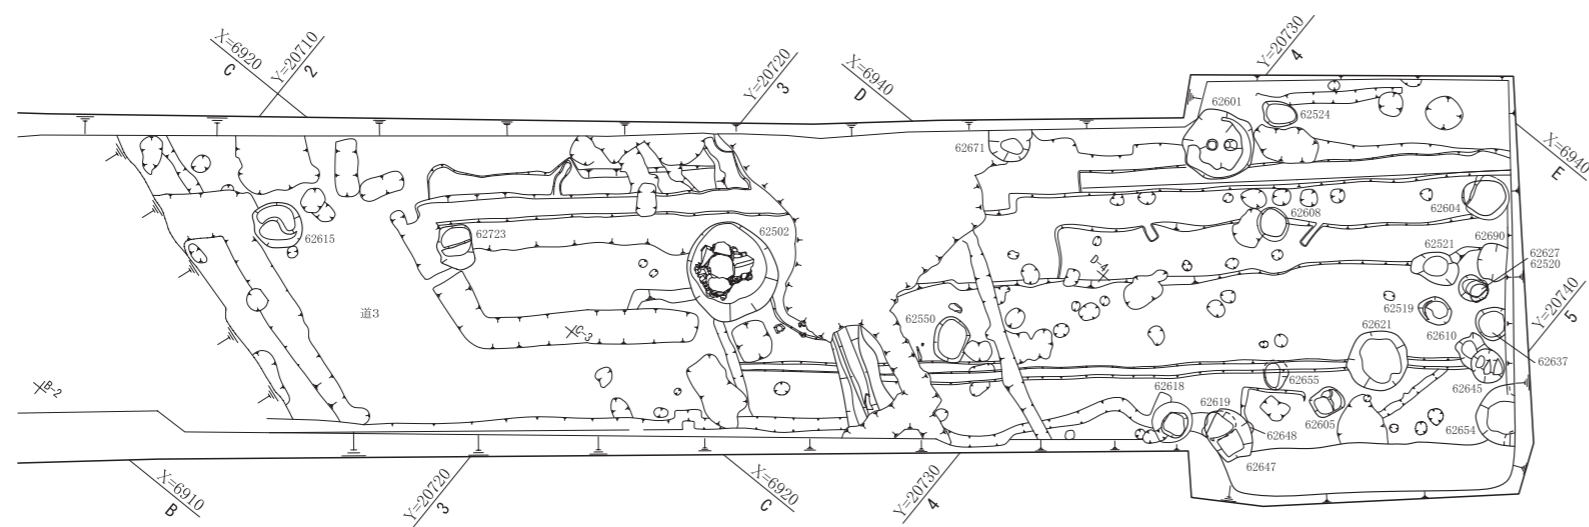 X=6920
C
Y=20710
2
Y=20720
3
X=6940
D
Y=20730
4
X=6940
E
Y=20740
5
62601
62524
62671
62604
62608
62615
62723
62502
62690
62521
62627
62520
D-4
道3
C-3
62550
62519
62610
62621
62637
62645
62655
62618
62619
62605
62648
62654
62647
B-2
X=6910
B
Y=20720
3
X=6920
C
Y=20730
4